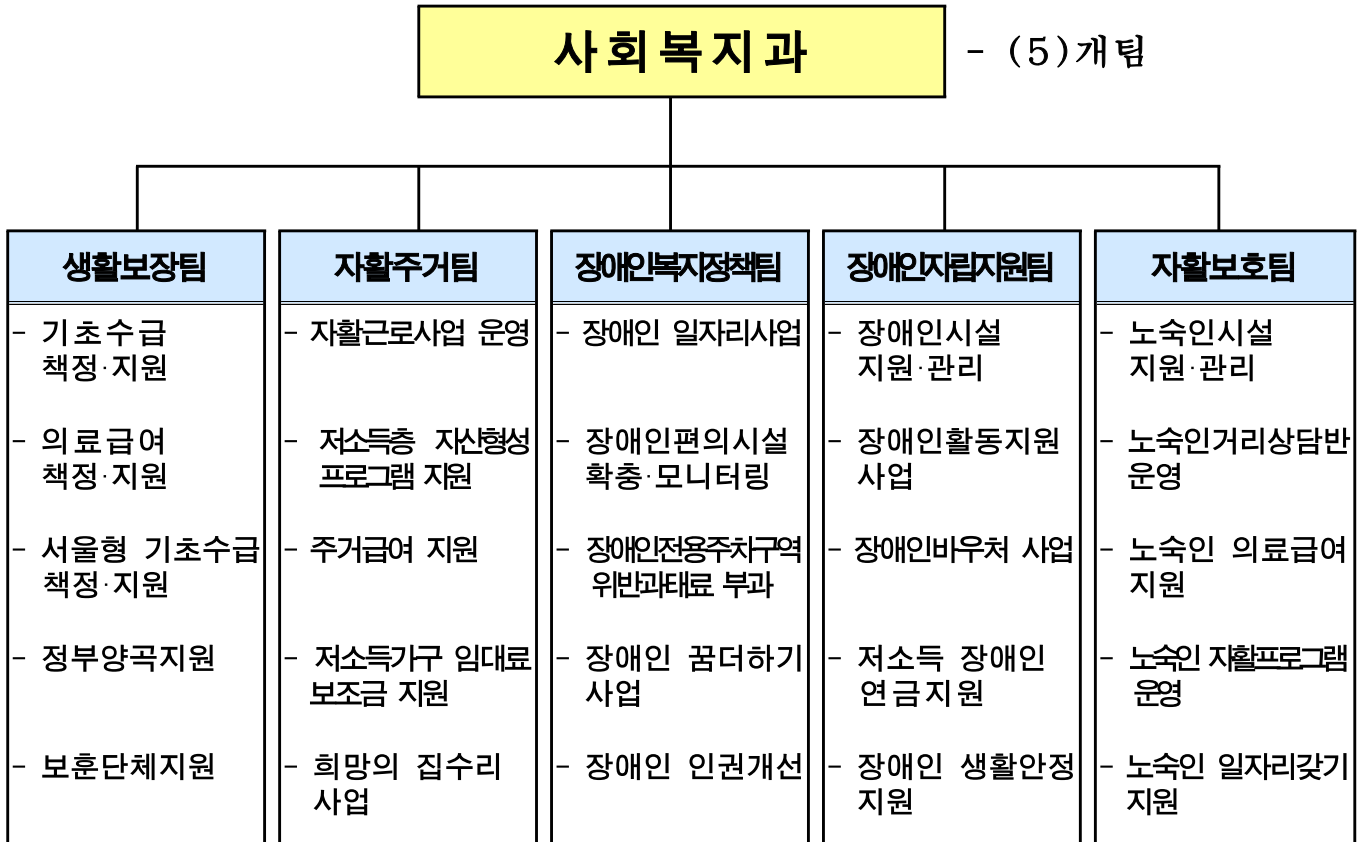 사회복지과 - (5)개팀
생활보장팀
- 기초수급
책정·지원
- 의료급여
책정·지원
- 서울형 기초수급
책정·지원
- 정부양곡지원
- 보훈단체지원
자활주거팀
- 자활근로사업 운영
- 저소득층 자산형성
프로그램 지원
- 주거급여 지원
- 저소득가구 임대료
보조금 지원
- 희망의 집수리
사업
장애인복지정책팀
- 장애인 일자리사업
- 장애인편의시설
확충·모니터링
- 장애인전용주차구역
위반과태료 부과
- 장애인 꿈더하기
사업
- 장애인 인권개선
장애인자립지원팀
- 장애인시설
지원·관리
- 장애인활동지원
사업
- 장애인바우처 사업
- 저소득 장애인
연금지원
- 장애인 생활안정
지원
자활보호팀
- 노숙인시설
지원·관리
- 노숙인거리상담반
운영
- 노숙인 의료급여
지원
- 노숙인 자활프로그램
운영
- 노숙인 일자리갖기
지원